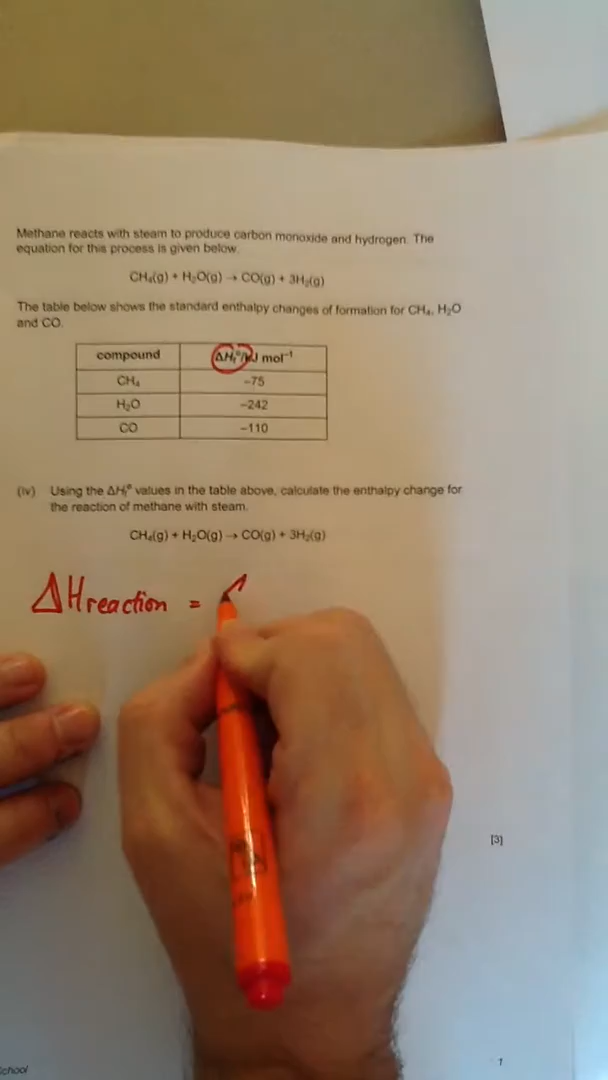 Methane reacts with steam to produce carbon monoxide and hydrogen. The
equation for this process is given below.
CH₄(g) + H₂O(g) → CO(g) + 3H₂(g)
The table below shows the standard enthalpy changes of formation for CH₄, H₂O
and CO.
compound ΔHf°/kJ mol⁻¹
CH₄ −75
H₂O −242
CO −110
(iv) Using the ΔHf° values in the table above, calculate the enthalpy change for
the reaction of methane with steam.
CH₄(g) + H₂O(g) → CO(g) + 3H₂(g)
ΔHreaction =
[3]
1